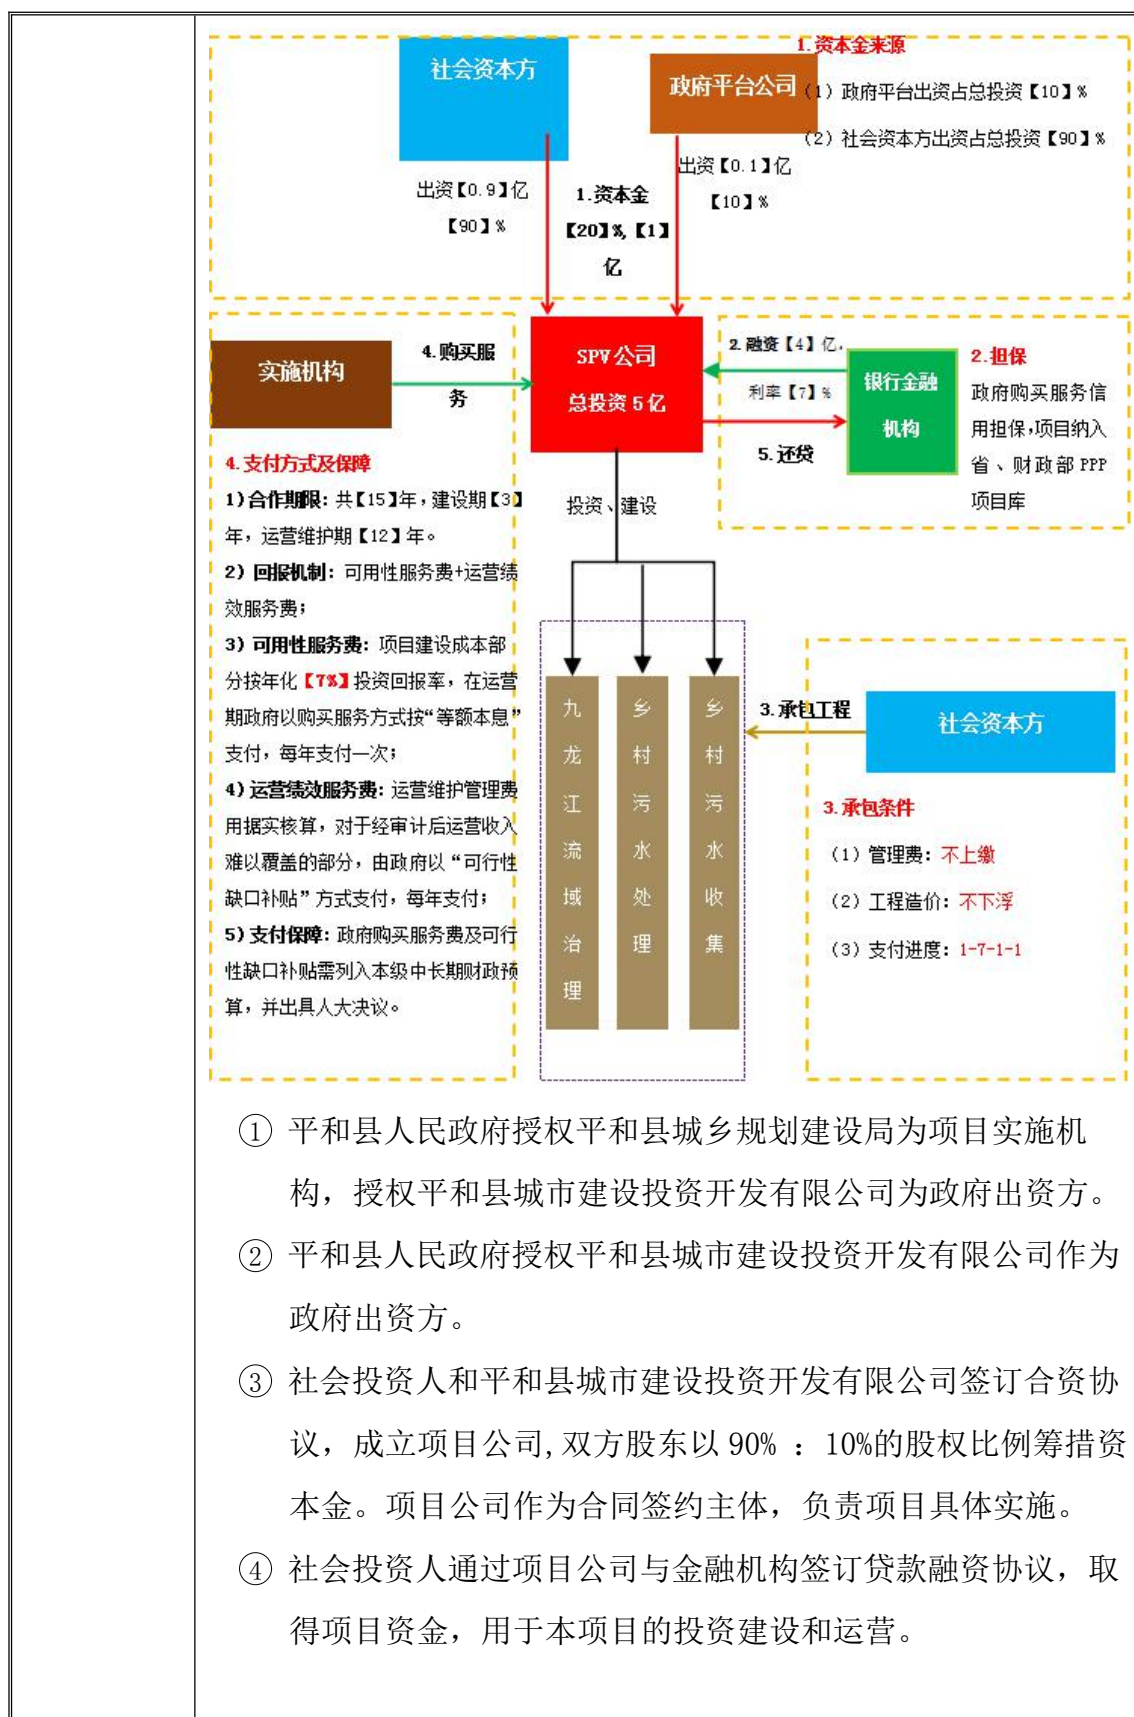 社会资本方
政府平台公司
1.资本金来源
(1)政府平台出资占总投资【10】%
(2)社会资本方出资占总投资【90】%
出资【0.9】亿
【90】%
1.资本金
【20】%,【1】
亿
出资【0.1】亿
【10】%
实施机构
4.购买服
务
SPV公司
总投资5亿
2.融资【4】亿,
利率【7】%
5.还贷
银行金融
机构
2.担保
政府购买服务信
用担保,项目纳入
省、财政部PPP
项目库
4.支付方式及保障
1)合作期限：共【15】年，建设期【3】
年，运营维护期【12】年。
2）回报机制：可用性服务费+运营绩
效服务费；
3）可用性服务费：项目建设成本部
分按年化【7%】投资回报率，在运营
期政府以购买服务方式按“等额本息”
支付，每年支付一次；
4)运营绩效服务费：运营维护管理费
用据实核算，对于经审计后运营收入
难以覆盖的部分，由政府以“可行性
缺口补贴”方式支付，每年支付；
5)支付保障：政府购买服务费及可行
性缺口补贴需列入本级中长期财政预
算，并出具人大决议。
投资、建设
九龙江流域治理
乡村污水处理
乡村污水收集
3.承包工程
社会资本方
3.承包条件
(1)管理费：不上缴
(2)工程造价：不下浮
(3)支付进度：1-7-1-1
① 平和县人民政府授权平和县城乡规划建设局为项目实施机
构，授权平和县城市建设投资开发有限公司为政府出资方。
② 平和县人民政府授权平和县城市建设投资开发有限公司作为
政府出资方。
③ 社会投资人和平和县城市建设投资开发有限公司签订合资协
议，成立项目公司,双方股东以 90% ： 10%的股权比例筹措资
本金。项目公司作为合同签约主体，负责项目具体实施。
④ 社会投资人通过项目公司与金融机构签订贷款融资协议，取
得项目资金，用于本项目的投资建设和运营。